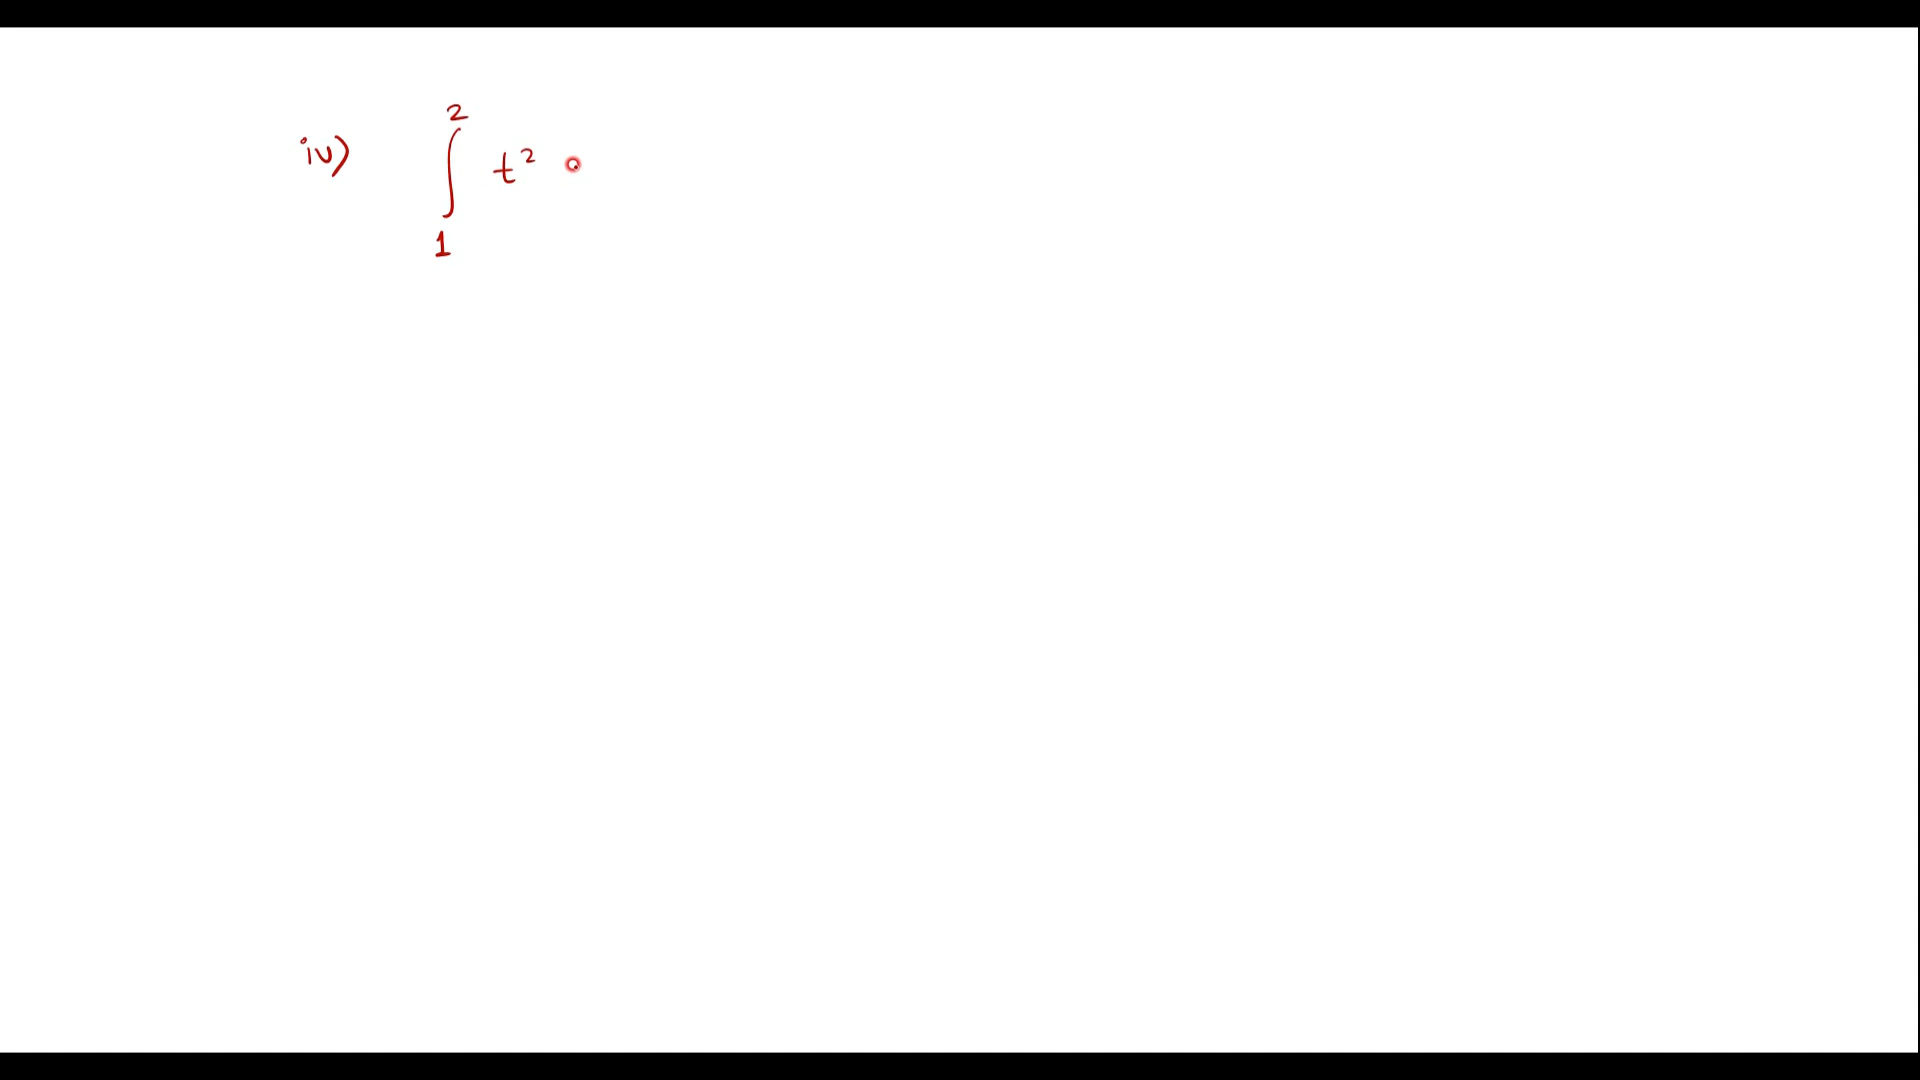 iv) ∫₁² t²